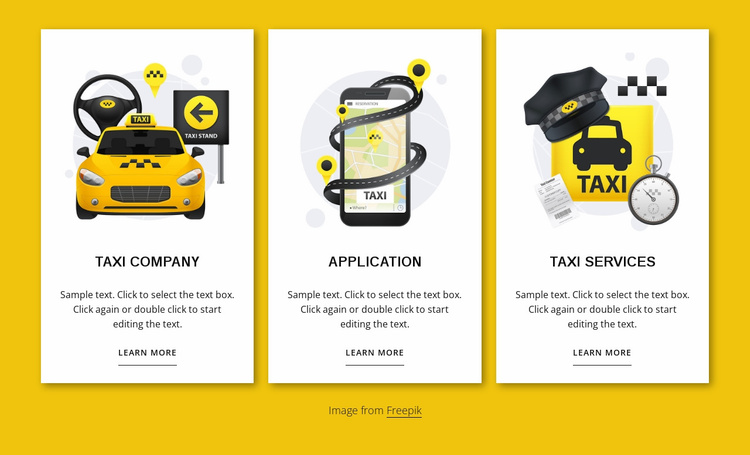 TAXI
TAXI STAND
RESERVATION
TAXI
Where?
TAXI
TAXI COMPANY
Sample text. Click to select the text box.
Click again or double click to start
editing the text.
LEARN MORE
APPLICATION
Sample text. Click to select the text box.
Click again or double click to start
editing the text.
LEARN MORE
TAXI SERVICES
Sample text. Click to select the text box.
Click again or double click to start
editing the text.
LEARN MORE
Image from Freepik